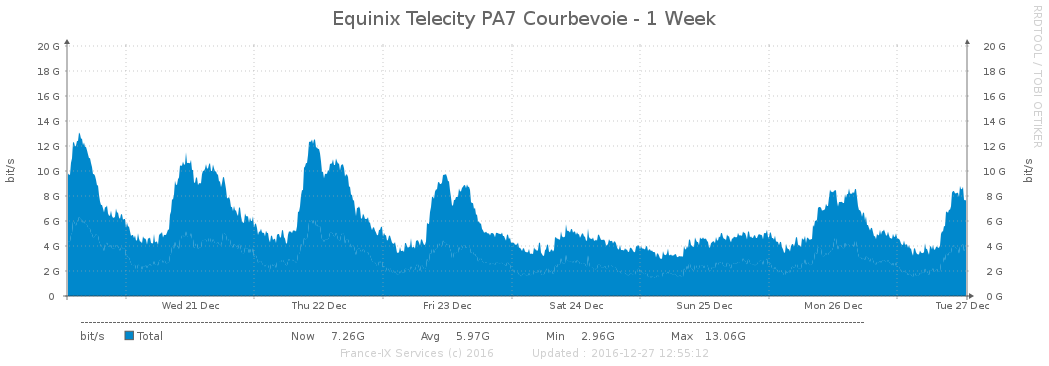 Equinix Telecity PA7 Courbevoie - 1 Week
RRDTOOL / TOBI OETIKER
20 G 20 G
18 G 18 G
16 G 16 G
14 G 14 G
12 G 12 G
10 G 10 G
8 G 8 G
6 G 6 G
4 G 4 G
2 G 2 G
0 0 G
bit/s
bit/s
Wed 21 Dec Thu 22 Dec Fri 23 Dec Sat 24 Dec Sun 25 Dec Mon 26 Dec Tue 27 Dec
bit/s Total Now 7.26G Avg 5.97G Min 2.96G Max 13.06G
France-IX Services (c) 2016 Updated : 2016-12-27 12:55:12